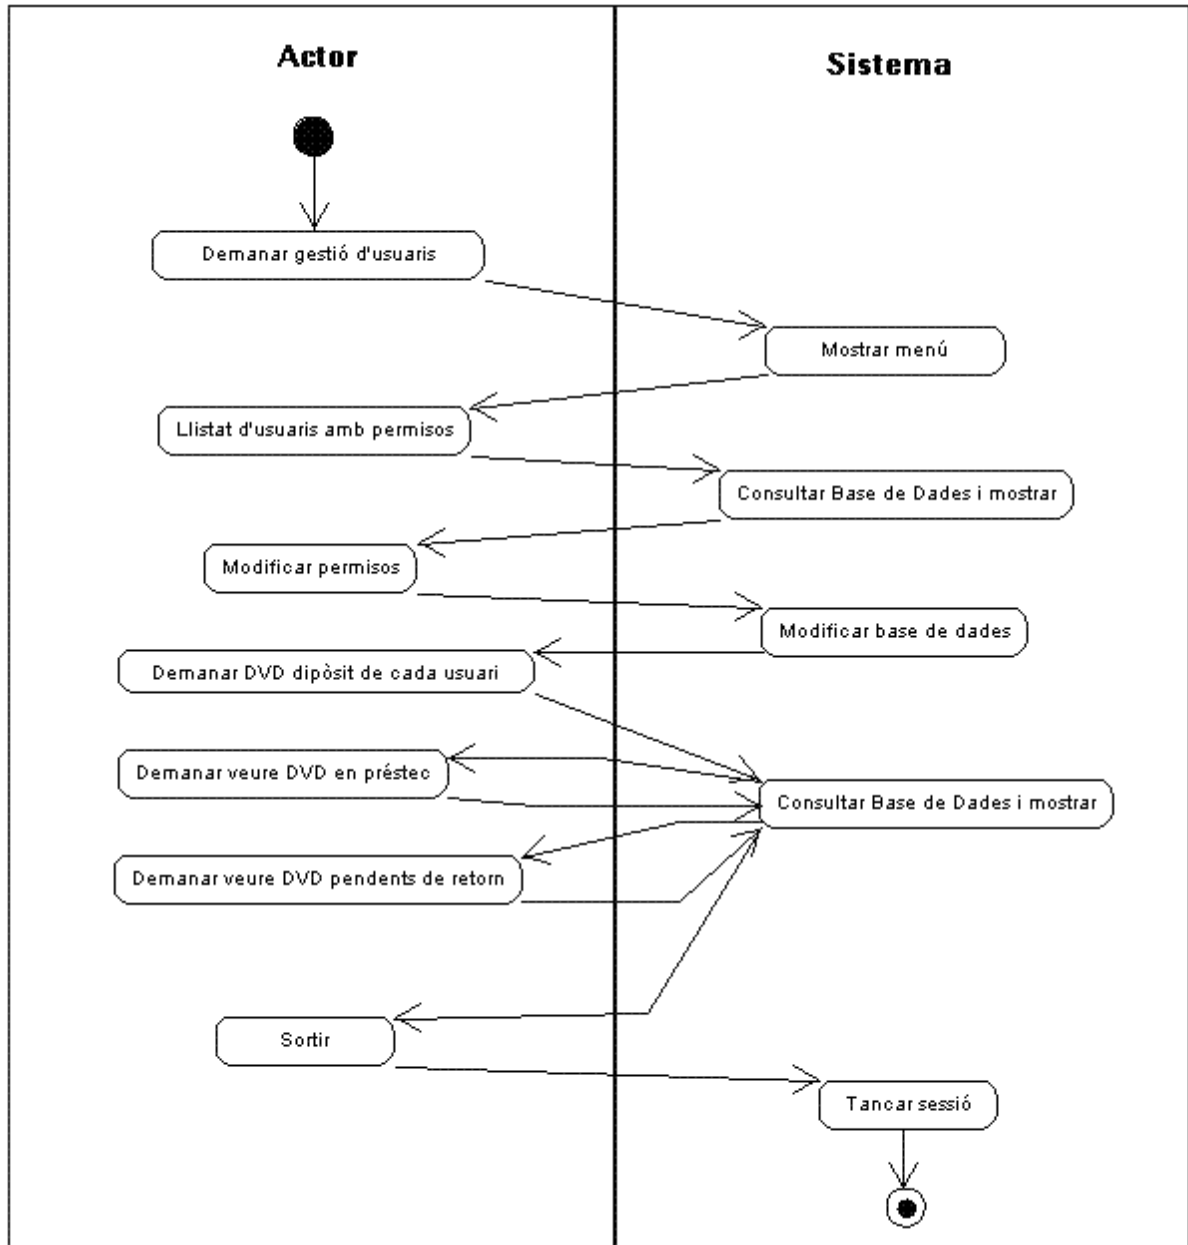 Actor
Sistema
Demanar gestió d'usuaris
Mostrar menú
Llistat d'usuaris amb permisos
Consultar Base de Dades i mostrar
Modificar permisos
Modificar base de dades
Demanar DVD dipòsit de cada usuari
Demanar veure DVD en préstec
Consultar Base de Dades i mostrar
Demanar veure DVD pendents de retorn
Sortir
Tancar sessió